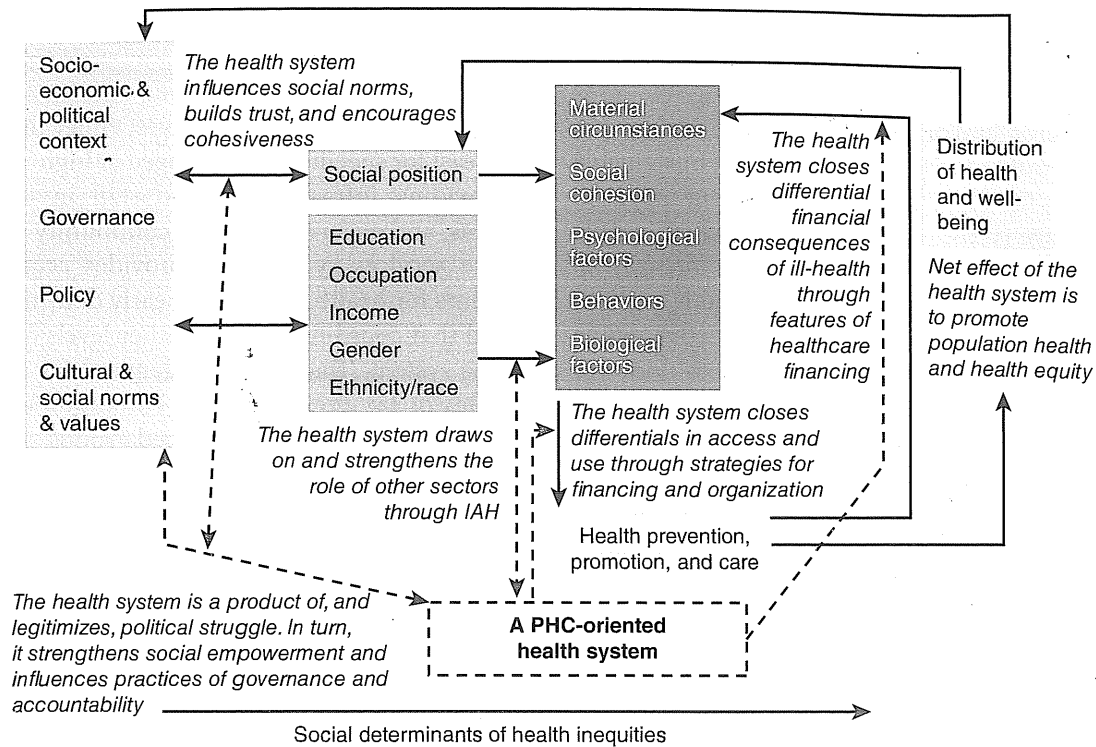 Socio-
economic &
political
context
Governance
Policy
Cultural &
social norms
& values
The health system
influences social norms,
builds trust, and encourages
cohesiveness
Social position
Education
Occupation
Income
Gender
Ethnicity/race
Material
circumstances
Social
cohesion
Psychological
factors
Behaviors
Biological
factors
The health
system closes
differential
financial
consequences
of ill-health
through
features of
healthcare
financing
Distribution
of health
and well-
being
Net effect of the
health system is
to promote
population health
and health equity
The health system draws
on and strengthens the
role of other sectors
through IAH
The health system closes
differentials in access and
use through strategies for
financing and organization
Health prevention,
promotion, and care
The health system is a product of, and
legitimizes, political struggle. In turn,
it strengthens social empowerment and
influences practices of governance and
accountability
A PHC-oriented
health system
Social determinants of health inequities